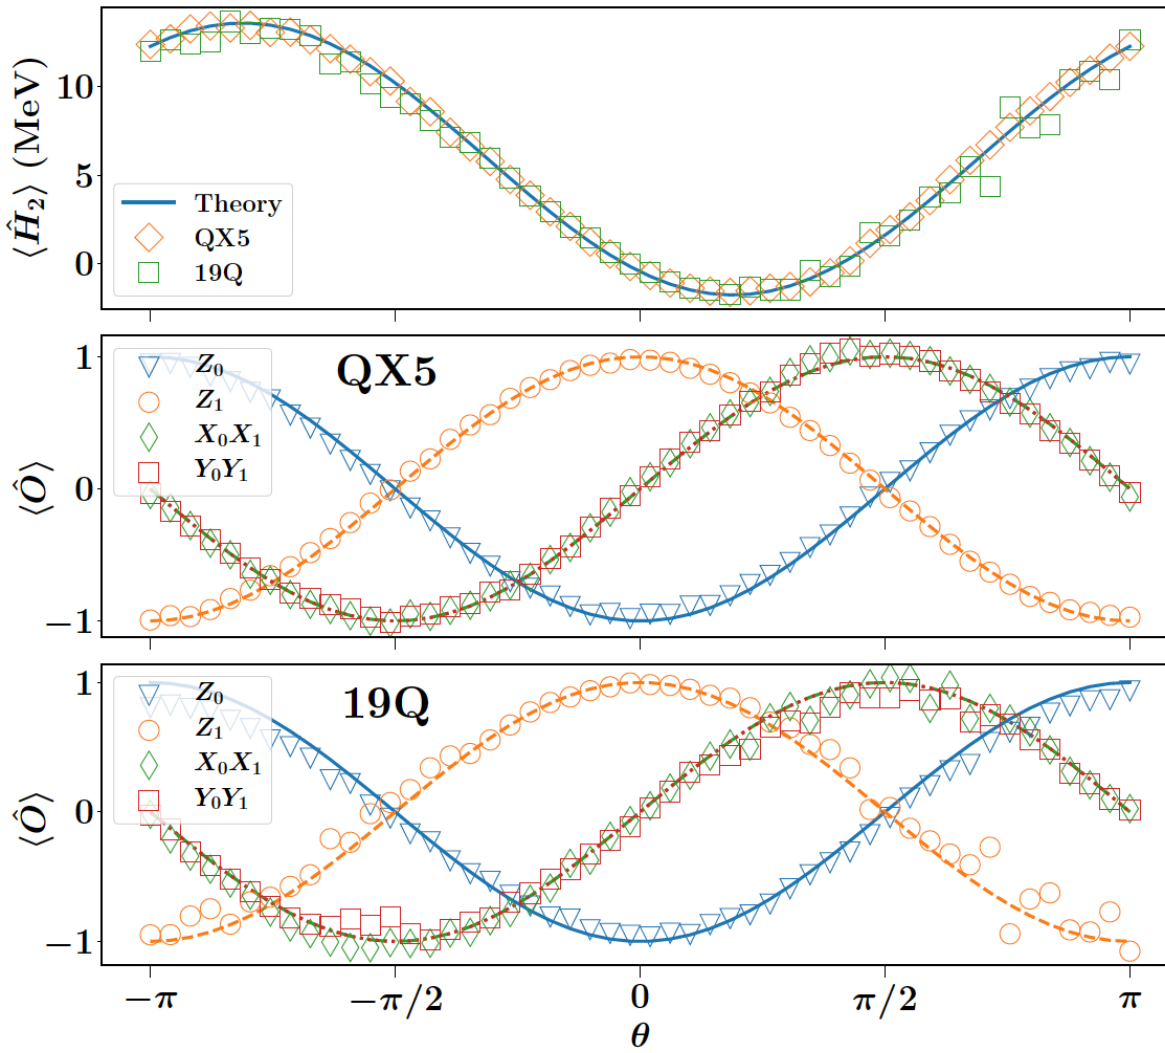 ⟨Ĥ₂⟩ (MeV)
10
5
0
Theory
QX5
19Q
QX5
⟨Ô⟩
1
0
−1
Z₀
Z₁
X₀X₁
Y₀Y₁
19Q
⟨Ô⟩
1
0
−1
Z₀
Z₁
X₀X₁
Y₀Y₁
−π
−π/2
0
π/2
π
θ